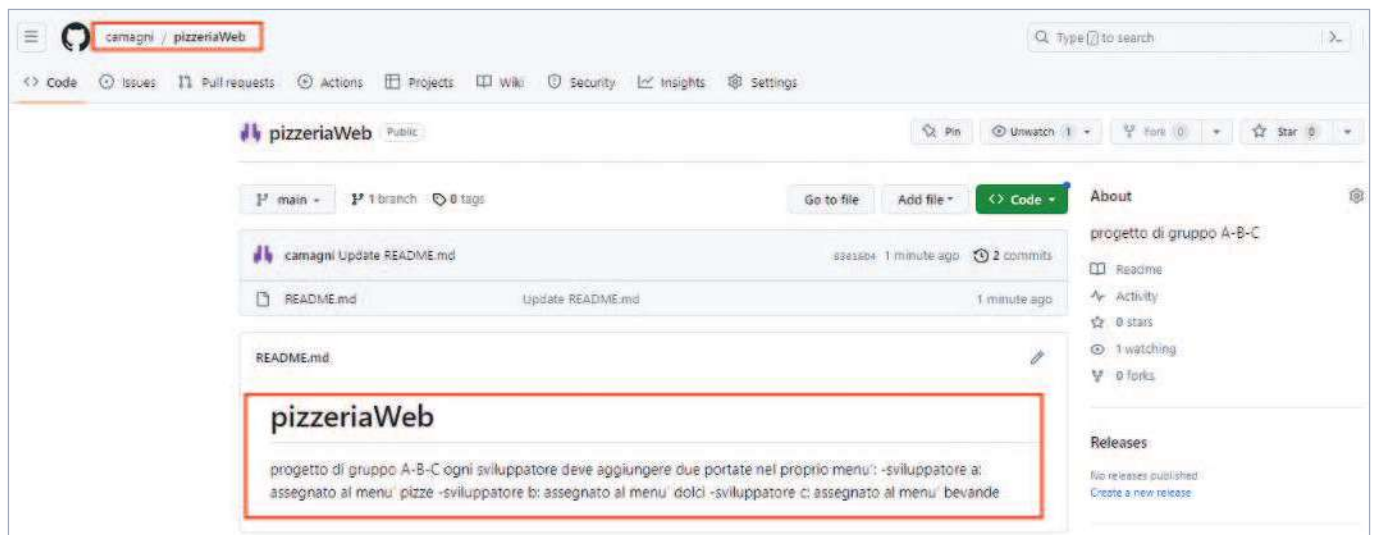 camagni / pizzeriaWeb
Type / to search
Code Issues Pull requests Actions Projects Wiki Security Insights Settings
pizzeriaWeb Public
Pin Unwatch 1 Fork 0 Star 0
main 1 branch 0 tags
Go to file Add file Code
About
progetto di gruppo A-B-C
camagni Update README.md
1 minute ago 2 commits
README.md Update README.md 1 minute ago
Readme
Activity
0 stars
1 watching
0 forks
README.md
pizzeriaWeb
progetto di gruppo A-B-C ogni sviluppatore deve aggiungere due portate nel proprio menu': -sviluppatore a:
assegnato al menu' pizze -sviluppatore b: assegnato al menu' dolci -sviluppatore c: assegnato al menu' bevande
Releases
No releases published
Create a new release